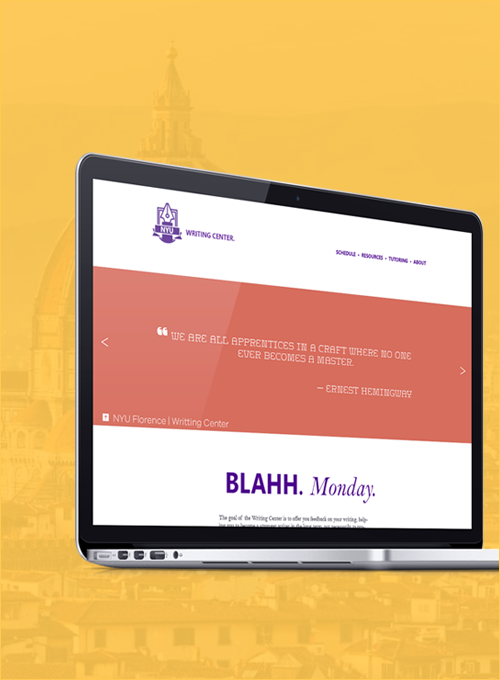 NYU
WRITING CENTER.
SCHEDULE • RESOURCES • TUTORING • ABOUT
❝ WE ARE ALL APPRENTICES IN A CRAFT WHERE NO ONE
EVER BECOMES A MASTER.
— ERNEST HEMINGWAY
NYU Florence | Writting Center
BLAHH. Monday.
The goal of the Writing Center is to offer you feedback on your writing, help-